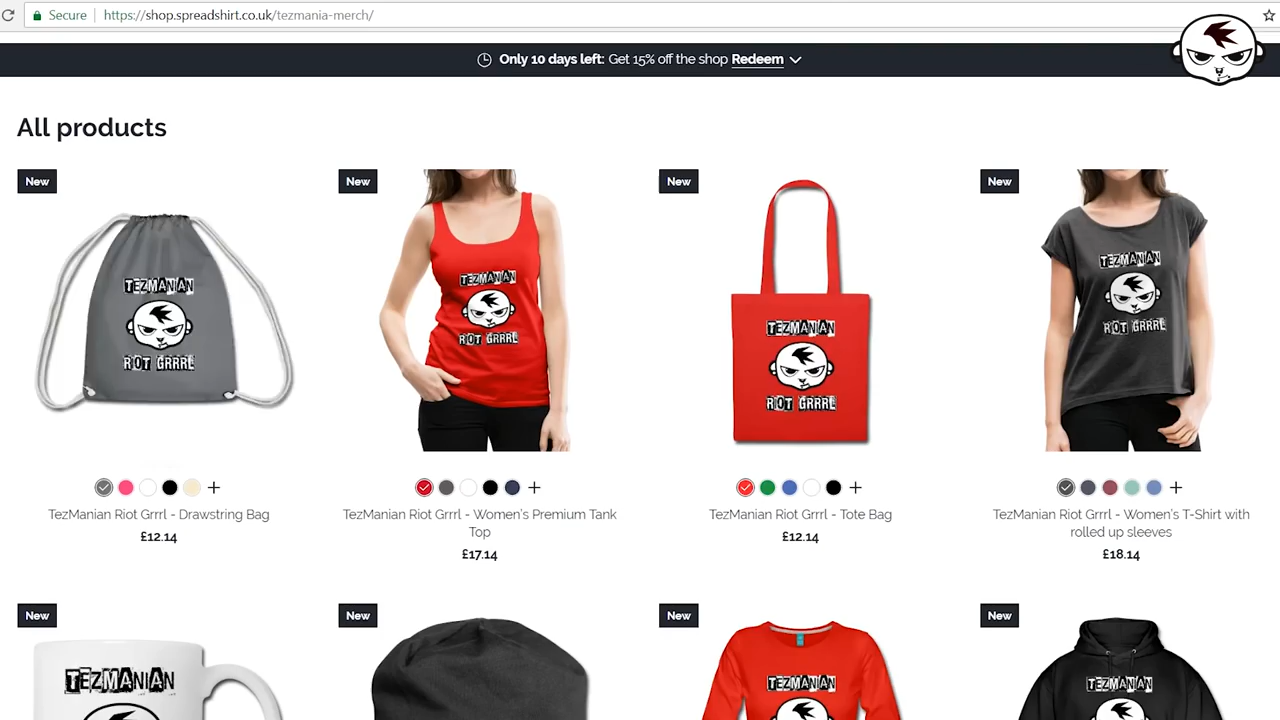 Secure
https://shop.spreadshirt.co.uk/tezmania-merch/
Only 10 days left: Get 15% off the shop Redeem
All products
New
New
New
New
TEZMANIAN
RIOT GRRRL
TEZMANIAN
RIOT GRRRL
TEZMANIAN
RIOT GRRRL
TEZMANIAN
RIOT GRRRL
TezManian Riot Grrrl - Drawstring Bag
£12.14
TezManian Riot Grrrl - Women's Premium Tank
Top
£17.14
TezManian Riot Grrrl - Tote Bag
£12.14
TezManian Riot Grrrl - Women's T-Shirt with
rolled up sleeves
£18.14
New
New
New
New
TEZMANIAN
TEZMANIAN
TEZMANIAN